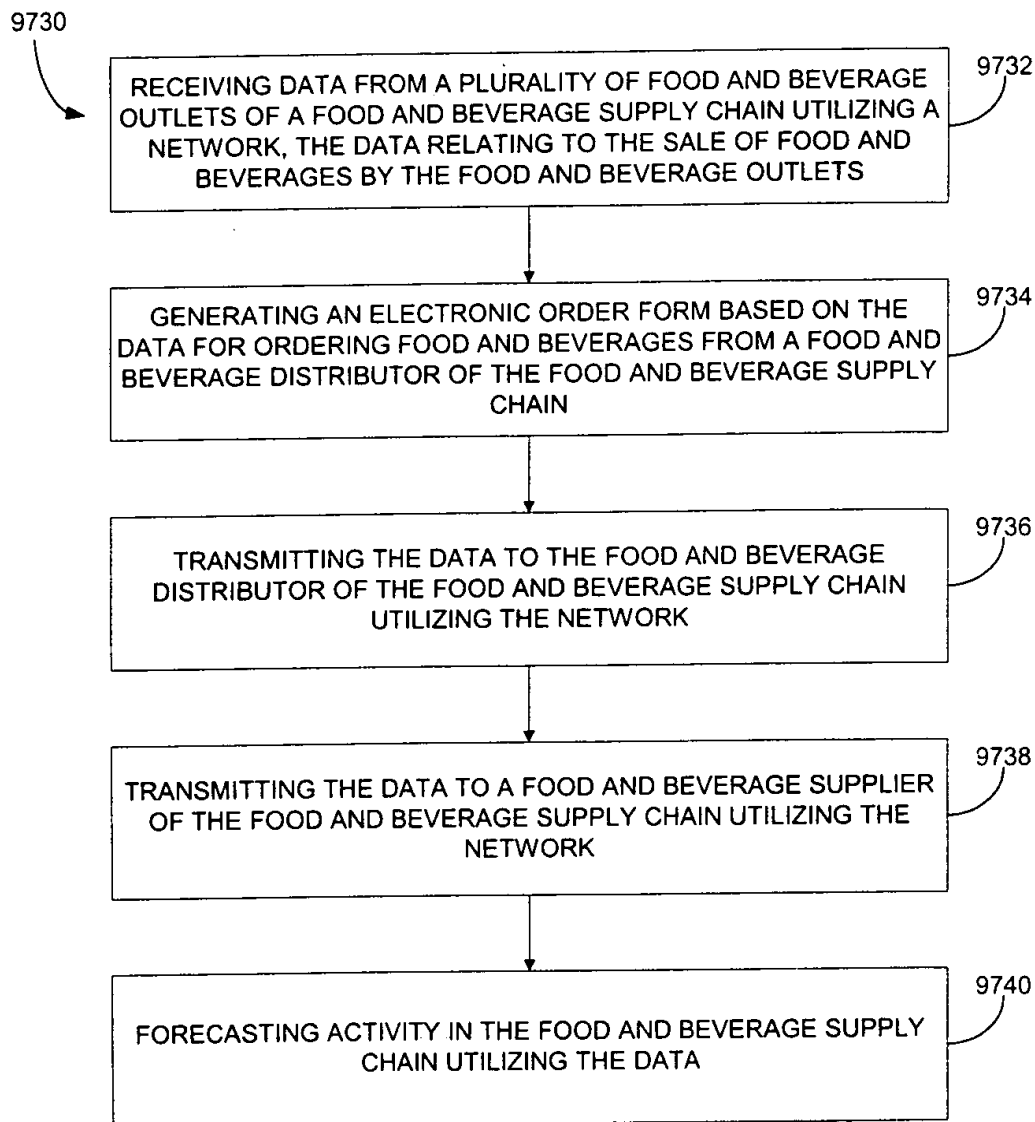 9730
RECEIVING DATA FROM A PLURALITY OF FOOD AND BEVERAGE
OUTLETS OF A FOOD AND BEVERAGE SUPPLY CHAIN UTILIZING A
NETWORK, THE DATA RELATING TO THE SALE OF FOOD AND
BEVERAGES BY THE FOOD AND BEVERAGE OUTLETS
9732
GENERATING AN ELECTRONIC ORDER FORM BASED ON THE
DATA FOR ORDERING FOOD AND BEVERAGES FROM A FOOD AND
BEVERAGE DISTRIBUTOR OF THE FOOD AND BEVERAGE SUPPLY
CHAIN
9734
TRANSMITTING THE DATA TO THE FOOD AND BEVERAGE
DISTRIBUTOR OF THE FOOD AND BEVERAGE SUPPLY CHAIN
UTILIZING THE NETWORK
9736
TRANSMITTING THE DATA TO A FOOD AND BEVERAGE SUPPLIER
OF THE FOOD AND BEVERAGE SUPPLY CHAIN UTILIZING THE
NETWORK
9738
FORECASTING ACTIVITY IN THE FOOD AND BEVERAGE SUPPLY
CHAIN UTILIZING THE DATA
9740